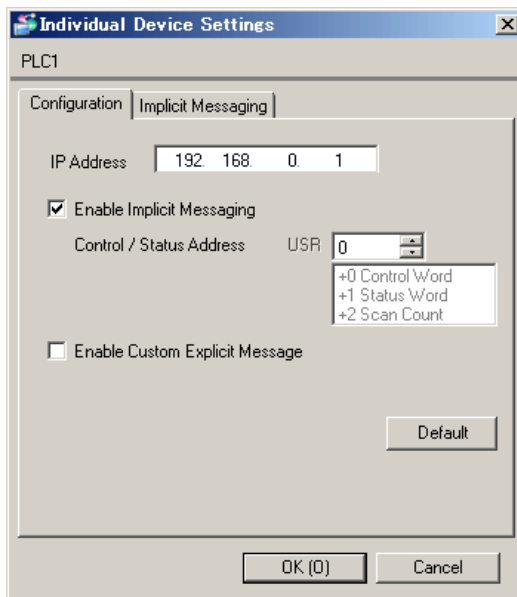 Individual Device Settings
PLC1
Configuration Implicit Messaging
IP Address 192. 168. 0. 1
Enable Implicit Messaging
Control / Status Address USR 0
+0 Control Word
+1 Status Word
+2 Scan Count
Enable Custom Explicit Message
Default
OK (O) Cancel